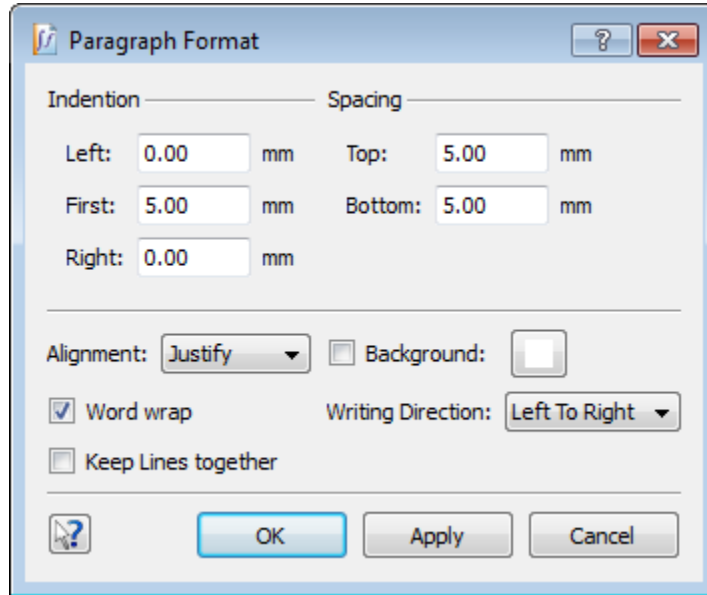 Paragraph Format
Indention Spacing
Left: 0.00 mm Top: 5.00 mm
First: 5.00 mm Bottom: 5.00 mm
Right: 0.00 mm
Alignment: Justify Background:
Word wrap Writing Direction: Left To Right
Keep Lines together
OK Apply Cancel